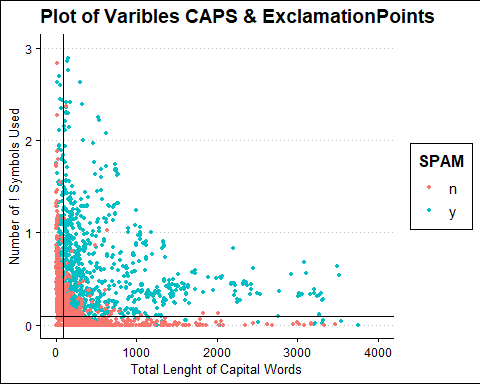 Plot of Varibles CAPS & ExclamationPoints
3
2
1
0
Number of ! Symbols Used
0 1000 2000 3000 4000
Total Lenght of Capital Words
SPAM
n
y